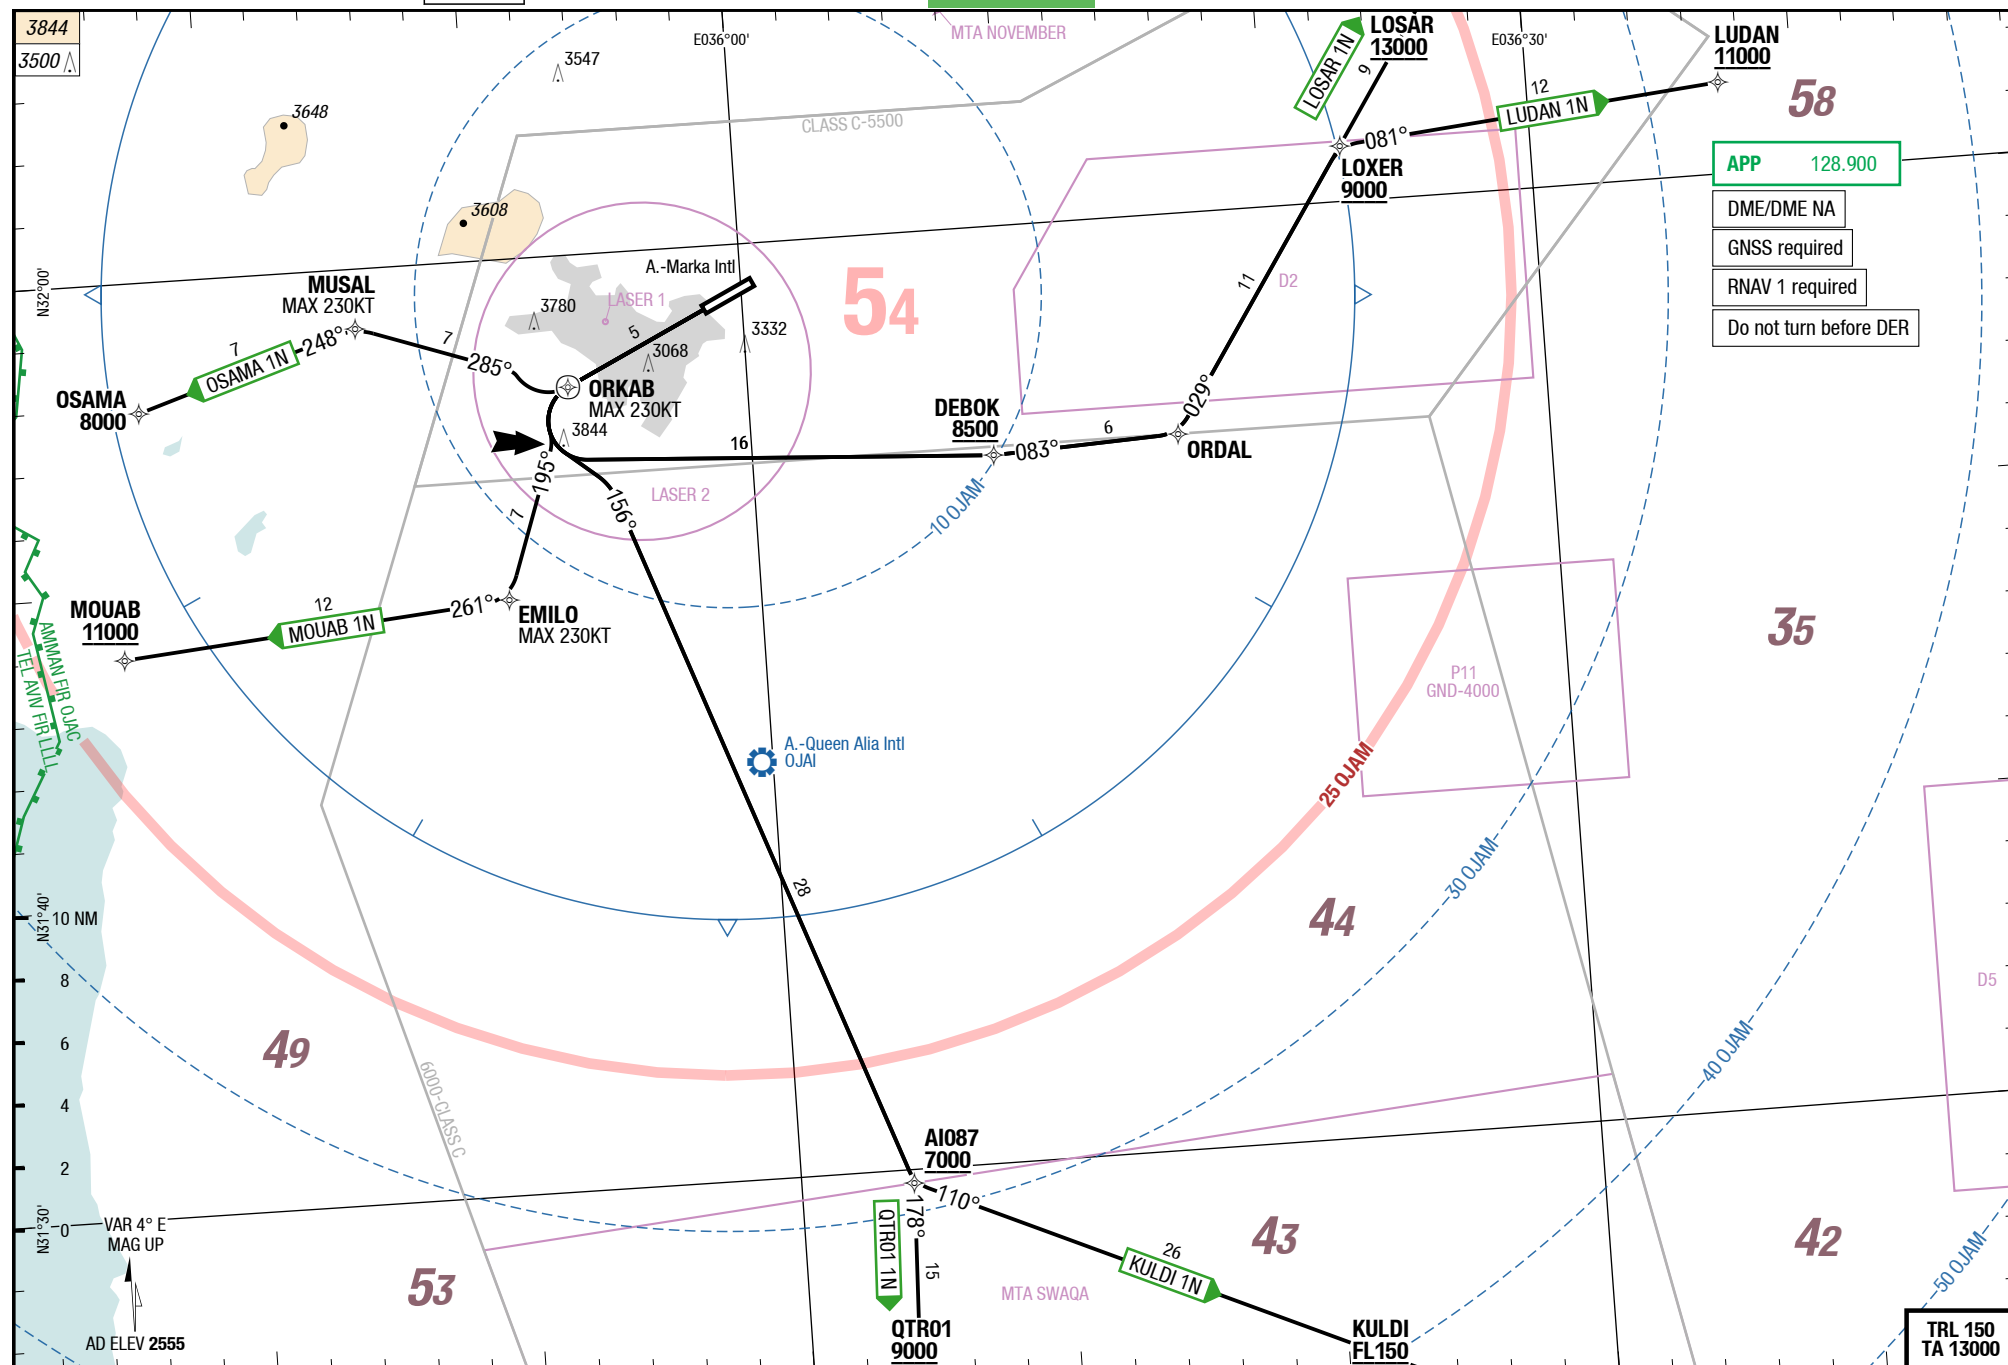 3844
3500
3547
3648
3608
MTA NOVEMBER
E036°00'
CLASS C-5500
LOSAR 1N
LOSAR
13000
9
E036°30'
LUDAN
11000
12
LUDAN 1N
081°
LOXER
9000
58
APP 128.900
DME/DME NA
GNSS required
RNAV 1 required
Do not turn before DER
N32°00'
MUSAL
MAX 230KT
7
OSAMA 1N
248°
OSAMA
8000
7
285°
A.-Marka Intl
LASER 1
3780
5
3332
3068
ORKAB
MAX 230KT
3844
54
D2
11
029°
DEBOK
8500
16
083°
6
ORDAL
LASER 2
195°
156°
7
10 OJAM
MOUAB
11000
12
MOUAB 1N
261°
EMILO
MAX 230KT
35
P11
GND-4000
AMMAN FIR OJAC
TEL AVIV FIR LLLL
A.-Queen Alia Intl
OJAI
25 OJAM
28
30 OJAM
44
N31°40'
10 NM
8
6
4
2
0
49
D5
40 OJAM
6000-CLASS C
AI087
7000
110°
178°
QTR01 1N
15
QTR01
9000
26
KULDI 1N
KULDI
FL150
MTA SWAQA
43
42
50 OJAM
N31°30'
VAR 4° E
MAG UP
53
AD ELEV 2555
TRL 150
TA 13000